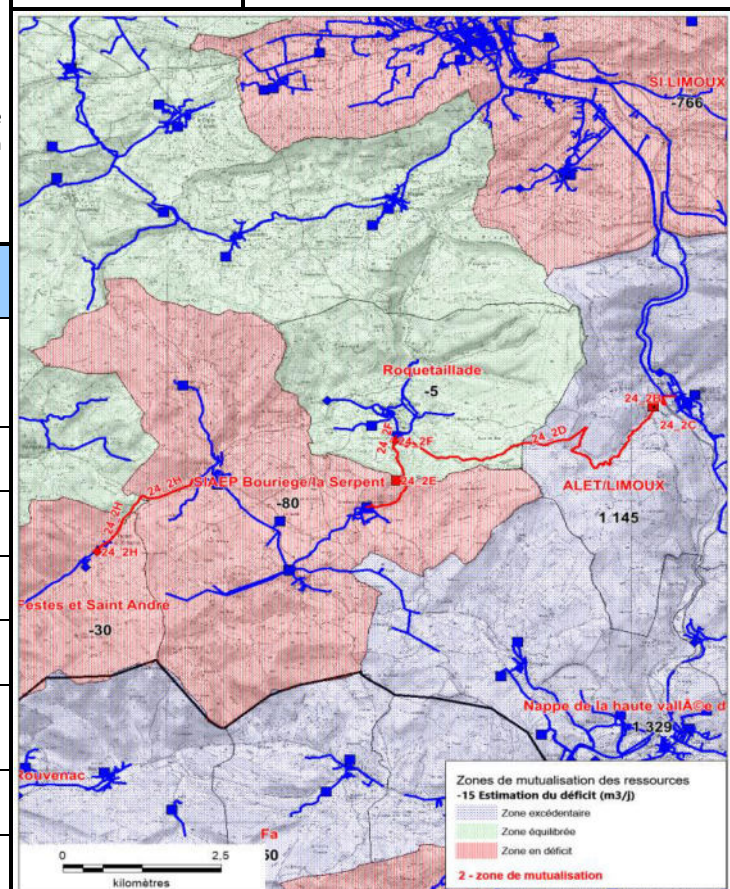 SI LIMOUX
-766
Roquetaillade
-5
24_2B
24_2C
24_2F
24_2F
24_2D
24_2E
SIAEP Bouriege/la Serpent
-80
24_2H
24_2H
24_2H
ALET/LIMOUX
1 145
Festes et Saint André
-30
Nappe de la haute vallÃ©e d
1 329
Rouvenac
Fa
50
Zones de mutualisation des ressources
-15 Estimation du déficit (m3/j)
Zone excédentaire
Zone équilibrée
Zone en déficit
2 - zone de mutualisation
0 2,5
kilomètres